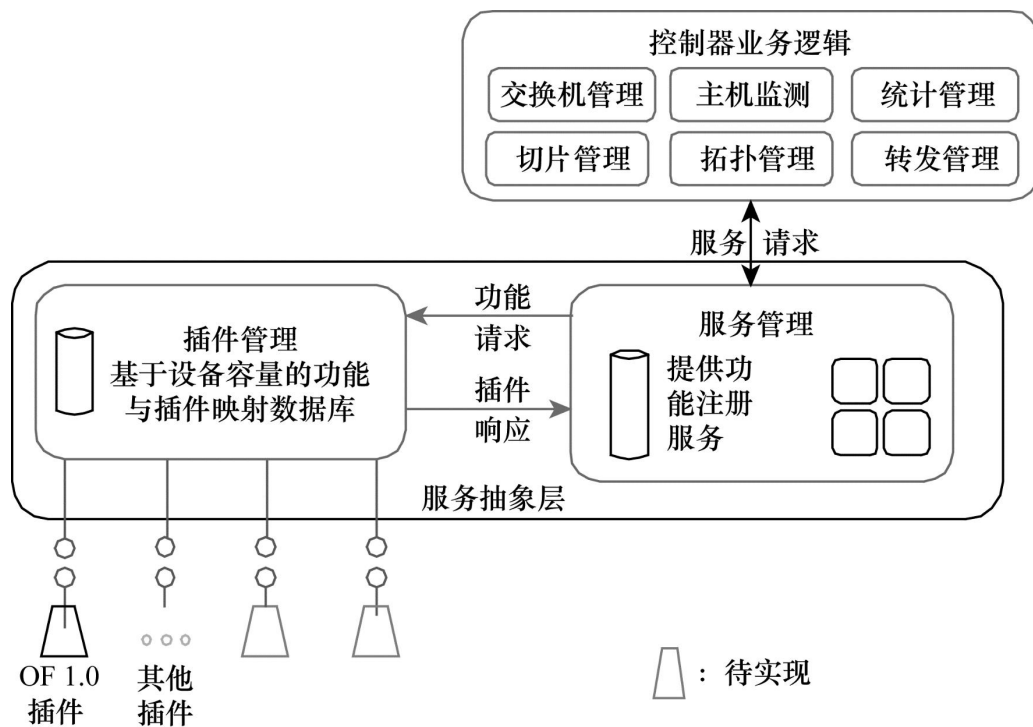 控制器业务逻辑
交换机管理
主机监测
统计管理
切片管理
拓扑管理
转发管理
服务 请求
插件管理
基于设备容量的功能
与插件映射数据库
功能
请求
插件
响应
服务管理
提供功
能注册
服务
服务抽象层
OF 1.0
插件
其他
插件
：待实现